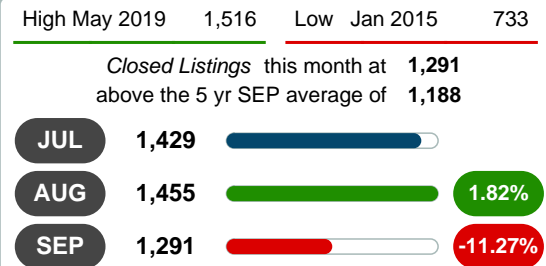 High May 2019 1,516 Low Jan 2015 733
Closed Listings this month at 1,291
above the 5 yr SEP average of 1,188
JUL 1,429
AUG 1,455 1.82%
SEP 1,291 -11.27%